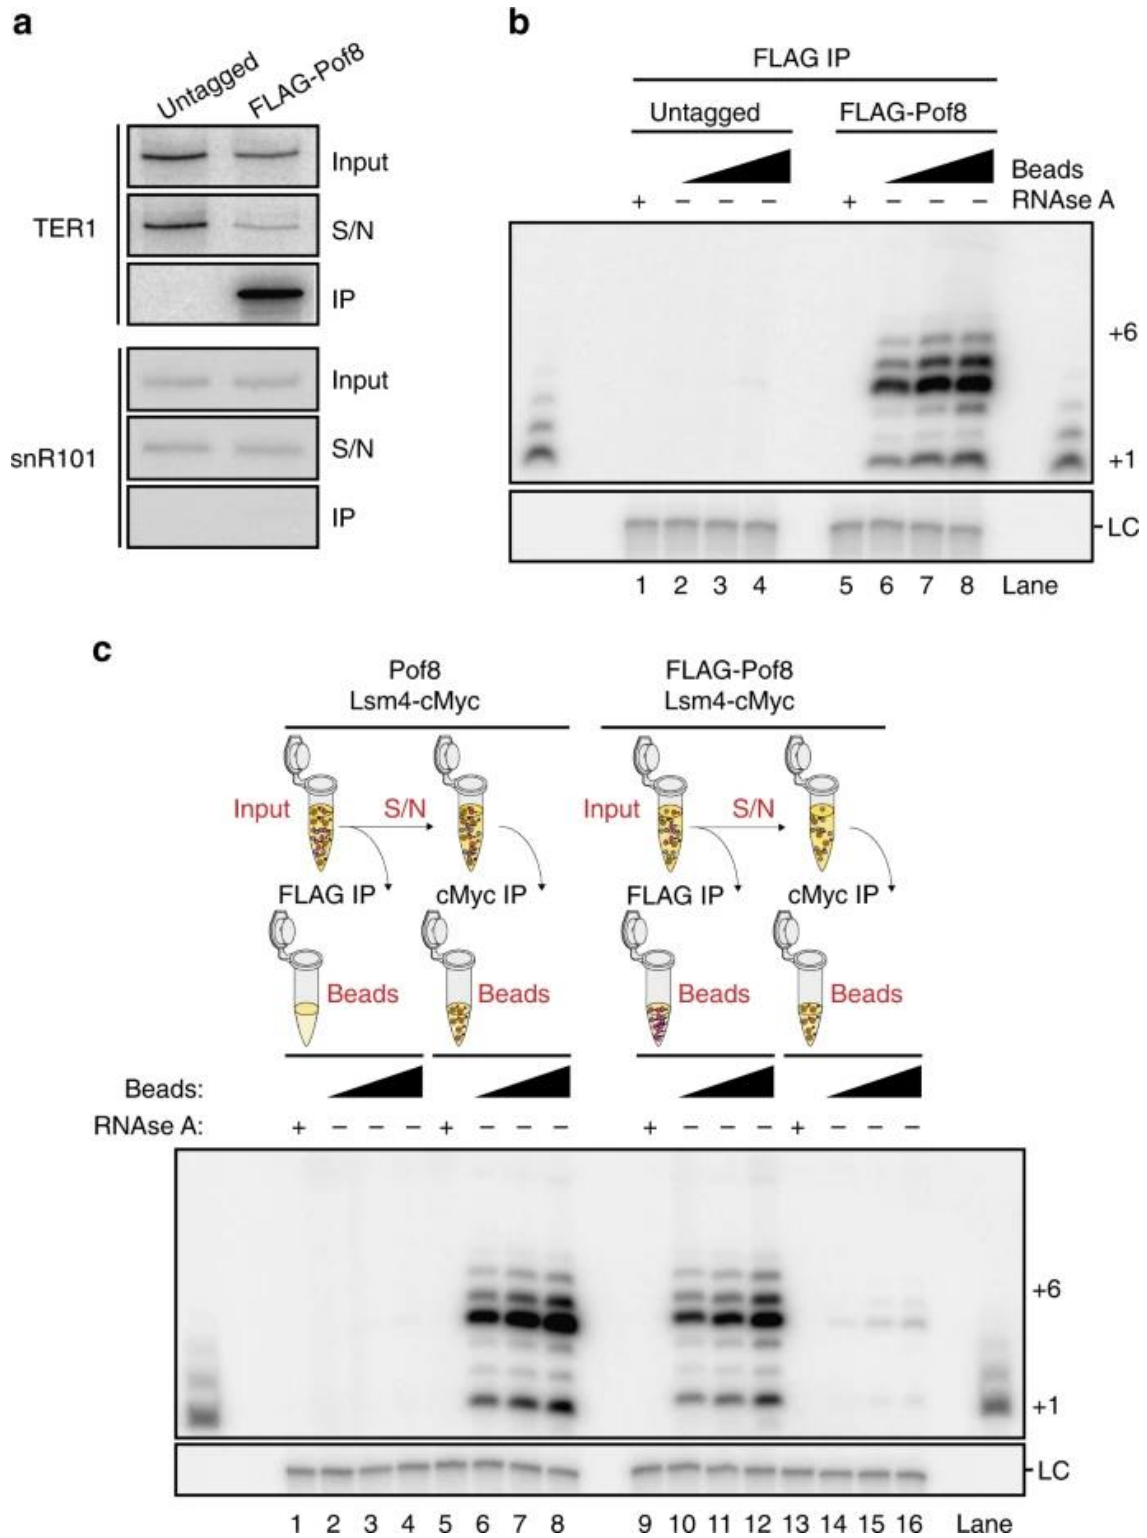 a
Untagged
FLAG-Pof8
TER1
Input
S/N
IP
snR101
Input
S/N
IP
b
FLAG IP
Untagged
FLAG-Pof8
Beads
+ − − − + − − − RNAse A
+6
+1
LC
1 2 3 4 5 6 7 8 Lane
c
Pof8
Lsm4-cMyc
FLAG-Pof8
Lsm4-cMyc
Input S/N Input S/N
FLAG IP cMyc IP FLAG IP cMyc IP
Beads Beads Beads Beads
Beads:
RNAse A: + − − − + − − − + − − − + − − −
+6
+1
LC
1 2 3 4 5 6 7 8 9 10 11 12 13 14 15 16 Lane